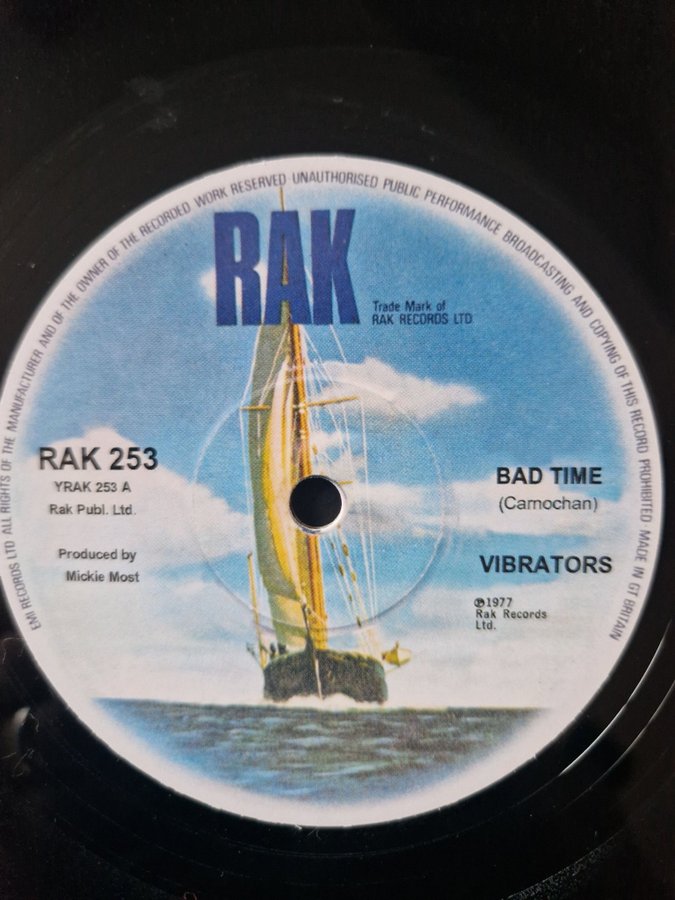 EMI RECORDS LTD ALL RIGHTS OF THE MANUFACTURER AND OF THE OWNER OF THE RECORDED WORK RESERVED UNAUTHORISED PUBLIC PERFORMANCE BROADCASTING AND COPYING OF THIS RECORD PROHIBITED · MADE IN GT BRITAIN
RAK
Trade Mark of
RAK RECORDS LTD
RAK 253
YRAK 253 A
Rak Publ. Ltd.
Produced by
Mickie Most
BAD TIME
(Carnochan)
VIBRATORS
℗1977
Rak Records
Ltd.